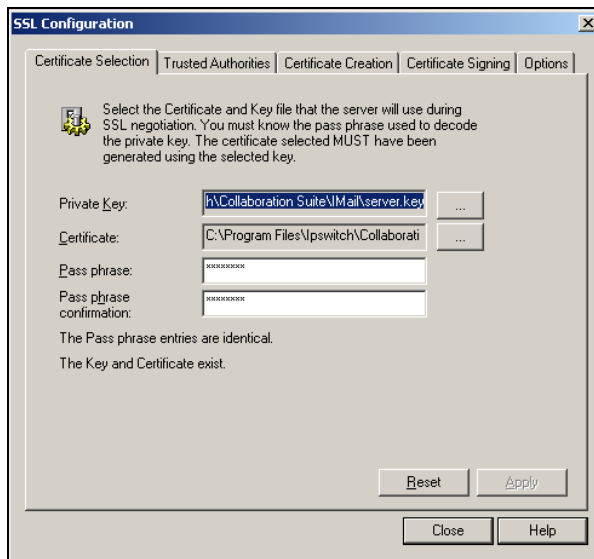 SSL Configuration
Certificate Selection Trusted Authorities Certificate Creation Certificate Signing Options
Select the Certificate and Key file that the server will use during
SSL negotiation. You must know the pass phrase used to decode
the private key. The certificate selected MUST have been
generated using the selected key.
Private Key: h\Collaboration Suite\IMail\server.key ...
Certificate: C:\Program Files\Ipswitch\Collaborati ...
Pass phrase: xxxxxxxx
Pass phrase
confirmation: xxxxxxxx
The Pass phrase entries are identical.
The Key and Certificate exist.
Reset Apply
Close Help